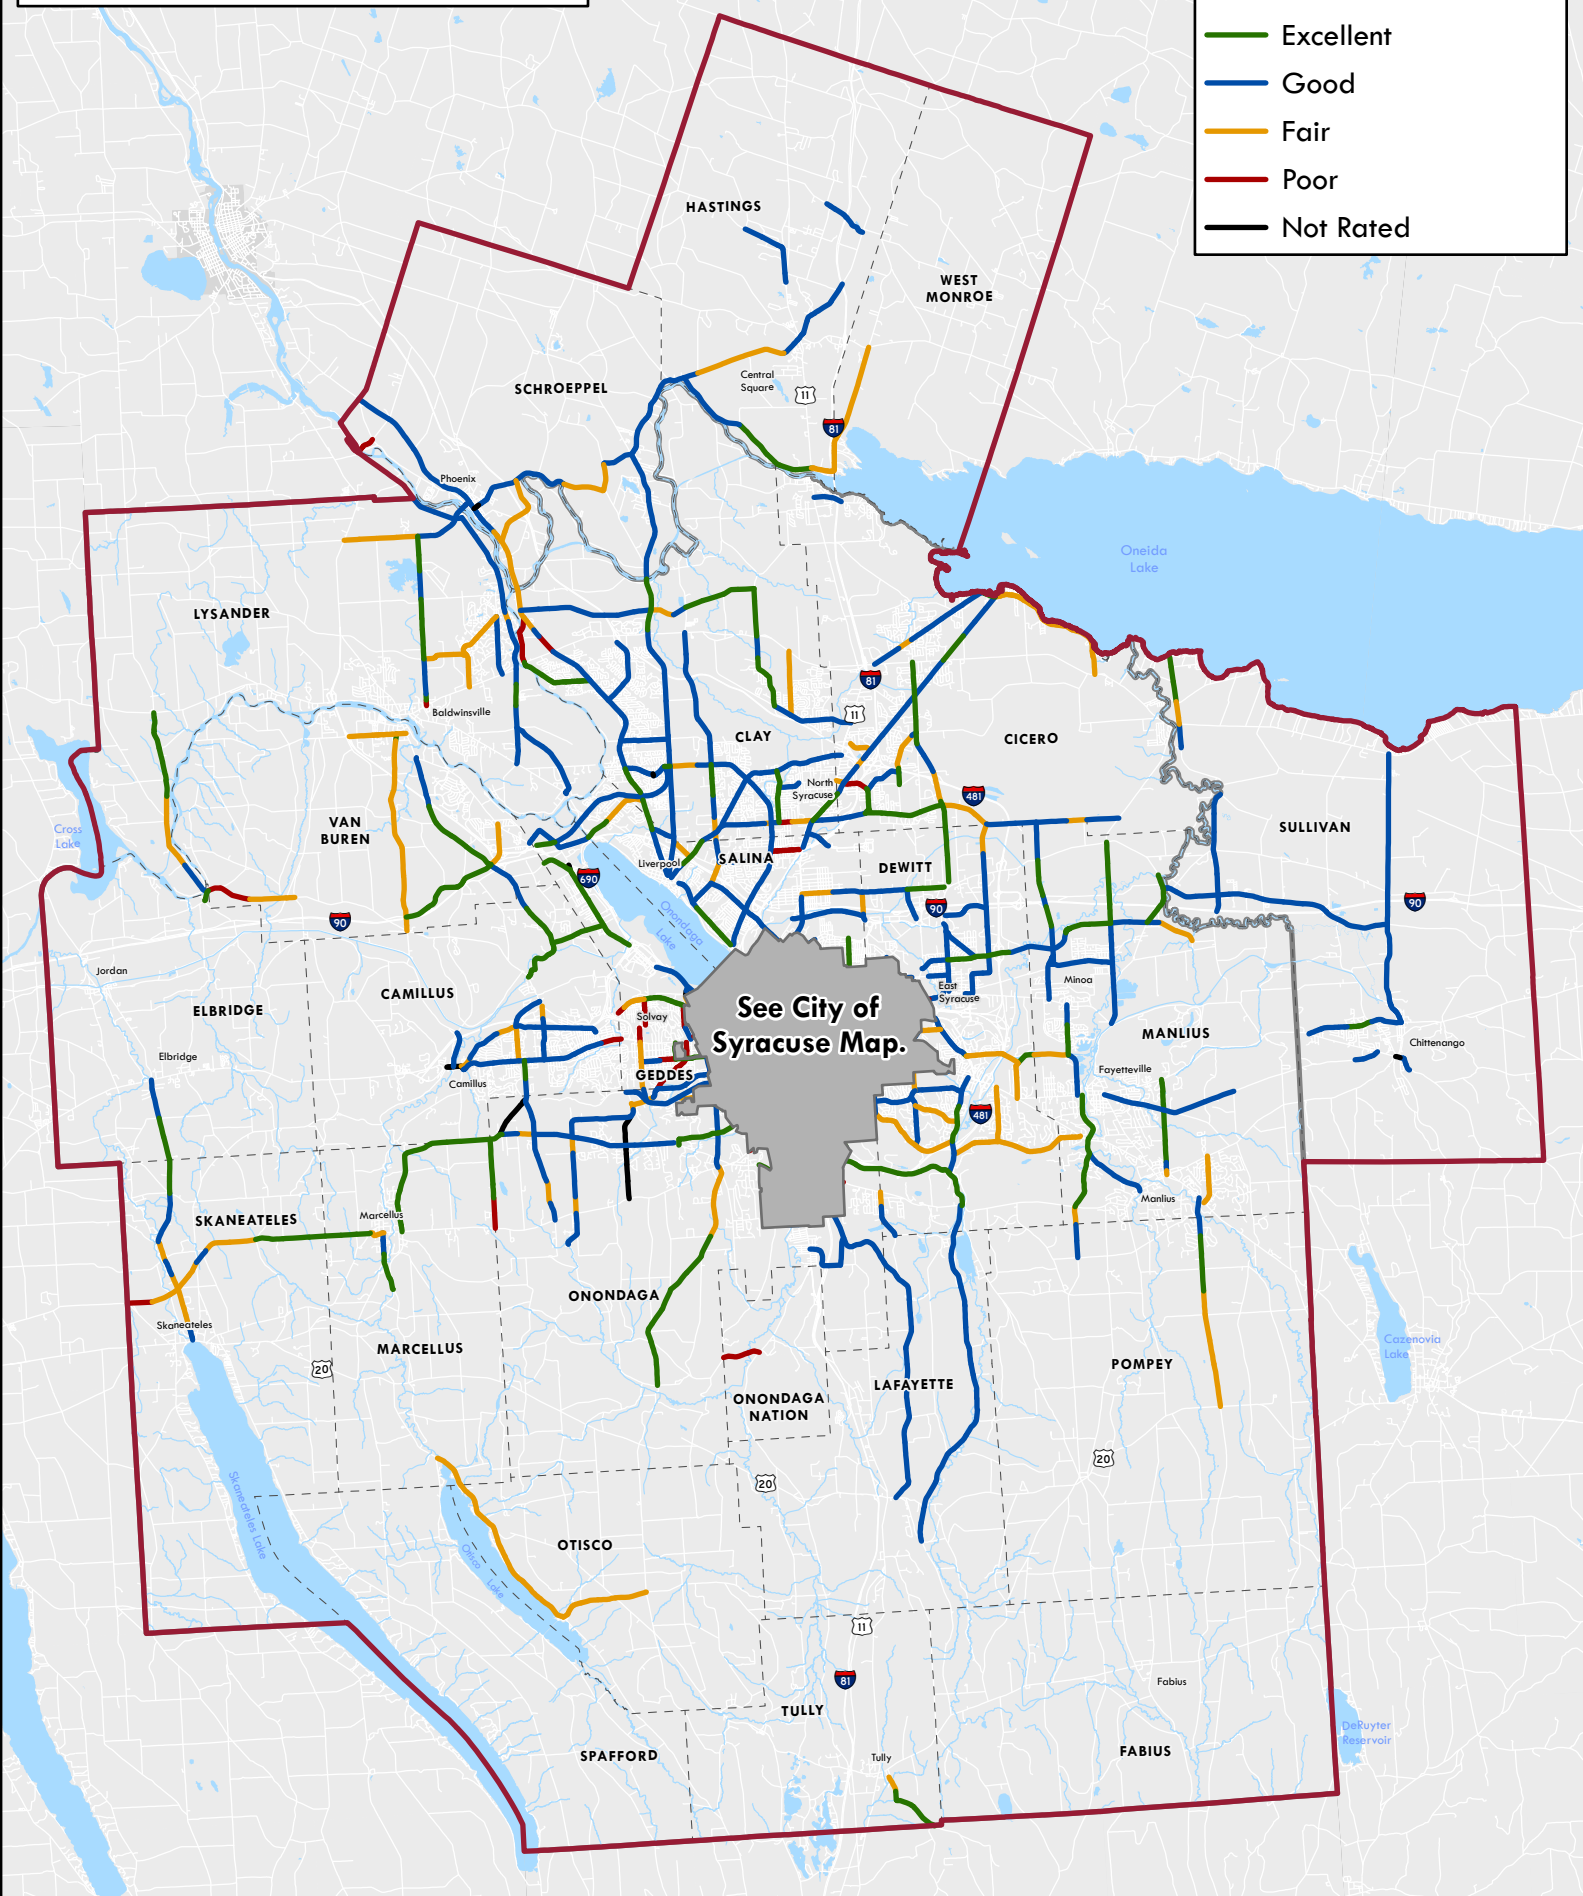 Excellent
Good
Fair
Poor
Not Rated
HASTINGS
WEST
MONROE
Central
Square
11
81
SCHROEPPEL
Phoenix
Oneida
Lake
LYSANDER
81
11
Baldwinsville
CLAY
CICERO
North
Syracuse
481
Cross
Lake
VAN
BUREN
SULLIVAN
Liverpool
SALINA
DEWITT
690
90
90
90
Onondaga
Lake
Jordan
CAMILLUS
ELBRIDGE
Minoa
East
Syracuse
See City of
Syracuse Map.
Solvay
MANLIUS
Chittenango
Elbridge
Camillus
GEDDES
Fayetteville
481
Manlius
SKANEATELES
Marcellus
ONONDAGA
Skaneateles
MARCELLUS
20
Cazenovia
Lake
POMPEY
LAFAYETTE
ONONDAGA
NATION
20
20
Skaneateles Lake
OTISCO
Otisco Lake
11
81
Fabius
TULLY
DeRuyter
Reservoir
SPAFFORD
Tully
FABIUS